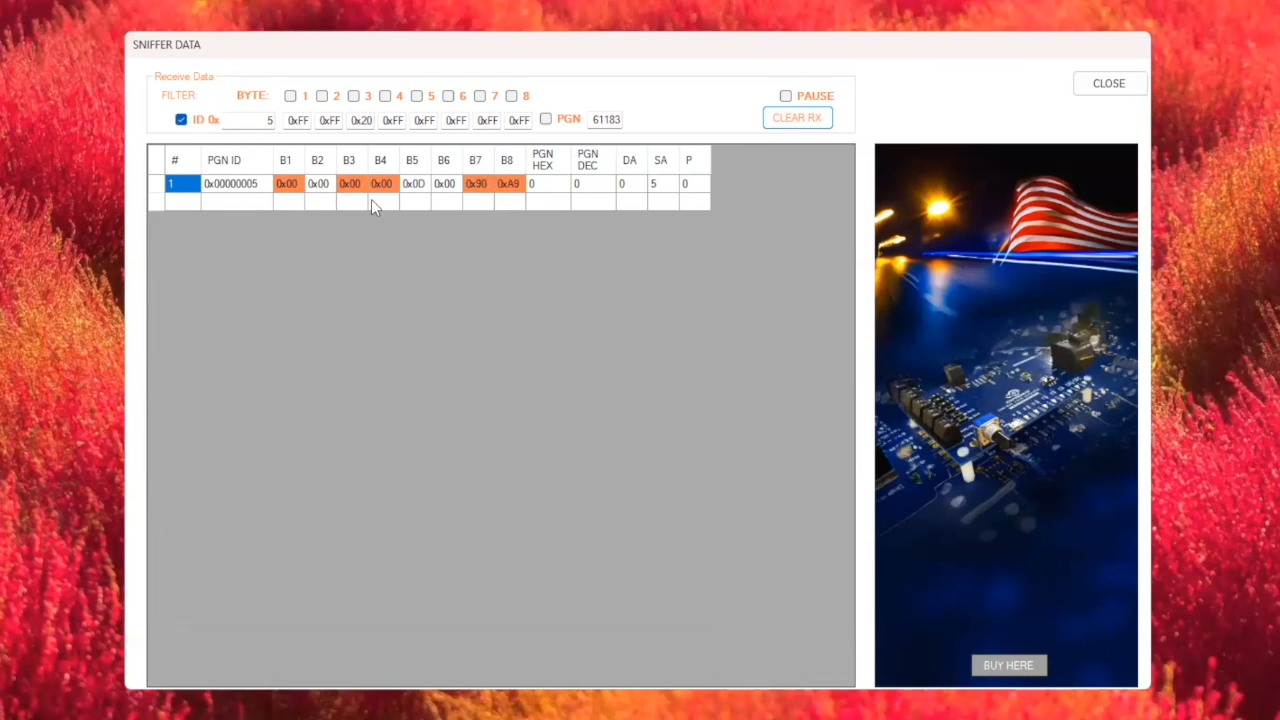 SNIFFER DATA
Receive Data
FILTER: BYTE: 1 2 3 4 5 6 7 8 PAUSE
ID 0x 5 0xFF 0xFF 0x20 0xFF 0xFF 0xFF 0xFF 0xFF PGN 61183 CLEAR RX
CLOSE
# PGN ID B1 B2 B3 B4 B5 B6 B7 B8 PGN HEX PGN DEC DA SA P
1 0x00000005 0x00 0x00 0x00 0x00 0x0D 0x00 0x90 0xA9 0 0 0 5 0
BUY HERE